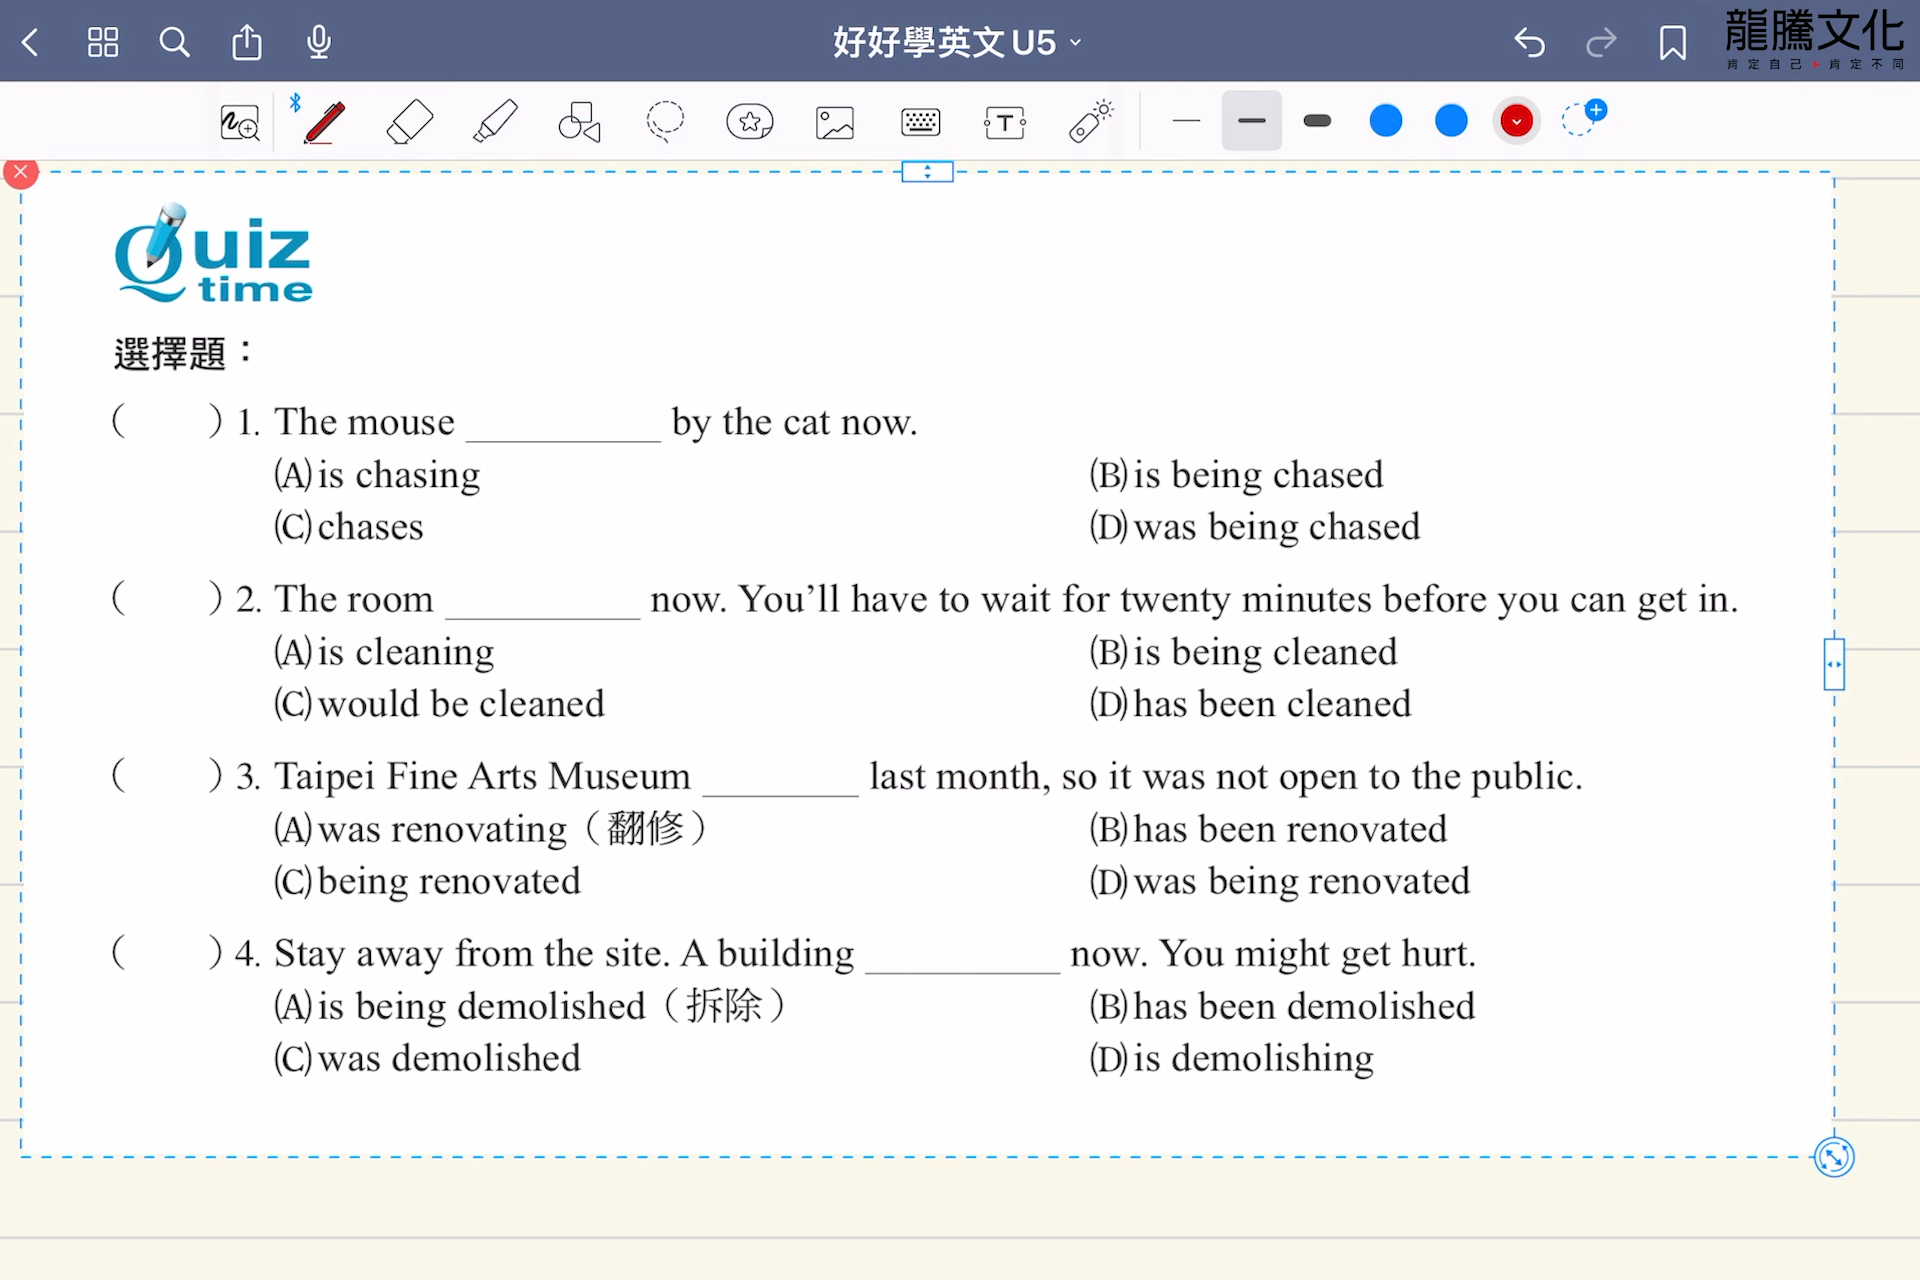 好好學英文 U5
龍騰文化
肯定自己▸肯定不同
Quiz
time
選擇題：
( ) 1. The mouse __________ by the cat now.
(A) is chasing (B) is being chased
(C) chases (D) was being chased
( ) 2. The room __________ now. You’ll have to wait for twenty minutes before you can get in.
(A) is cleaning (B) is being cleaned
(C) would be cleaned (D) has been cleaned
( ) 3. Taipei Fine Arts Museum ________ last month, so it was not open to the public.
(A) was renovating（翻修） (B) has been renovated
(C) being renovated (D) was being renovated
( ) 4. Stay away from the site. A building __________ now. You might get hurt.
(A) is being demolished（拆除） (B) has been demolished
(C) was demolished (D) is demolishing